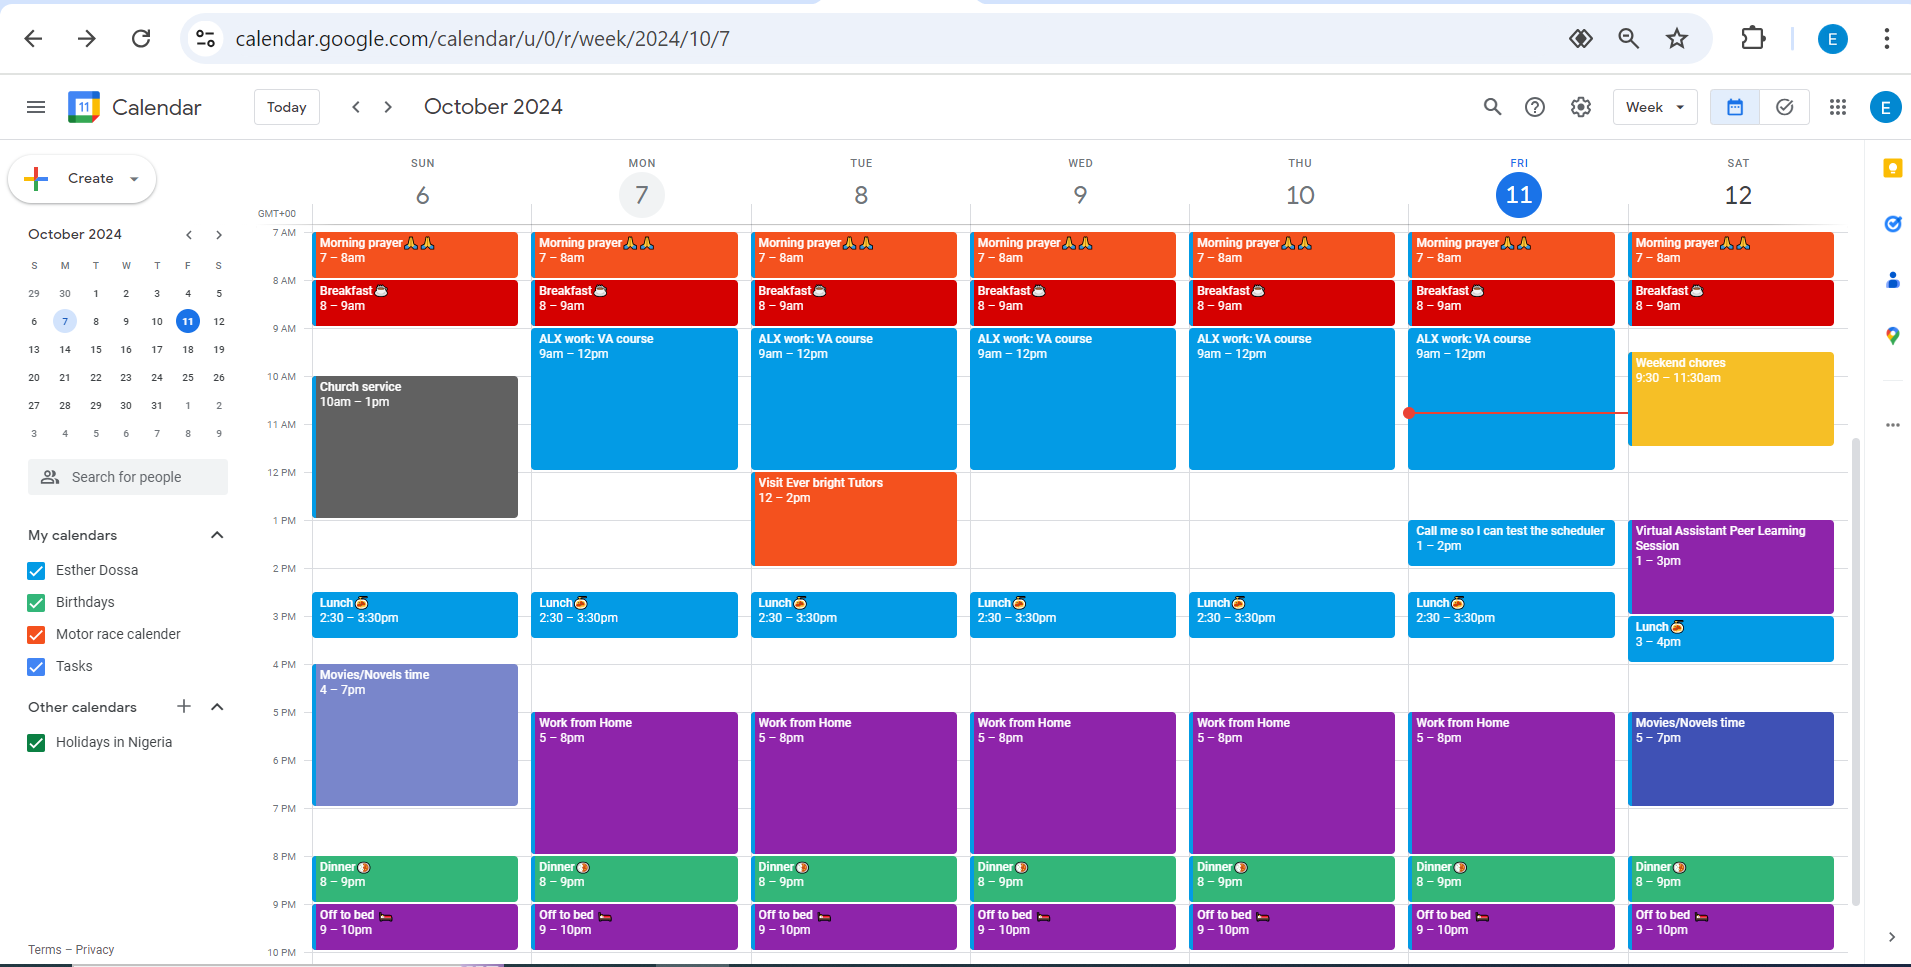 calendar.google.com/calendar/u/0/r/week/2024/10/7
E
11
Calendar
Today
October 2024
Week
E
Create
October 2024
S M T W T F S
29 30 1 2 3 4 5
6 7 8 9 10 11 12
13 14 15 16 17 18 19
20 21 22 23 24 25 26
27 28 29 30 31 1 2
3 4 5 6 7 8 9
Search for people
My calendars
Esther Dossa
Birthdays
Motor race calender
Tasks
Other calendars
Holidays in Nigeria
Terms – Privacy
GMT+00
7 AM
8 AM
9 AM
10 AM
11 AM
12 PM
1 PM
2 PM
3 PM
4 PM
5 PM
6 PM
7 PM
8 PM
9 PM
10 PM
SUN
6
Morning prayer🙏🙏
7 – 8am
Breakfast☕
8 – 9am
Church service
10am – 1pm
Lunch🍲
2:30 – 3:30pm
Movies/Novels time
4 – 7pm
Dinner
8 – 9pm
Off to bed 🛏
9 – 10pm
MON
7
Morning prayer🙏🙏
7 – 8am
Breakfast☕
8 – 9am
ALX work: VA course
9am – 12pm
Lunch🍲
2:30 – 3:30pm
Work from Home
5 – 8pm
Dinner
8 – 9pm
Off to bed 🛏
9 – 10pm
TUE
8
Morning prayer🙏🙏
7 – 8am
Breakfast☕
8 – 9am
ALX work: VA course
9am – 12pm
Visit Ever bright Tutors
12 – 2pm
Lunch🍲
2:30 – 3:30pm
Work from Home
5 – 8pm
Dinner
8 – 9pm
Off to bed 🛏
9 – 10pm
WED
9
Morning prayer🙏🙏
7 – 8am
Breakfast☕
8 – 9am
ALX work: VA course
9am – 12pm
Lunch🍲
2:30 – 3:30pm
Work from Home
5 – 8pm
Dinner
8 – 9pm
Off to bed 🛏
9 – 10pm
THU
10
Morning prayer🙏🙏
7 – 8am
Breakfast☕
8 – 9am
ALX work: VA course
9am – 12pm
Lunch🍲
2:30 – 3:30pm
Work from Home
5 – 8pm
Dinner
8 – 9pm
Off to bed 🛏
9 – 10pm
FRI
11
Morning prayer🙏🙏
7 – 8am
Breakfast☕
8 – 9am
ALX work: VA course
9am – 12pm
Call me so I can test the scheduler
1 – 2pm
Lunch🍲
2:30 – 3:30pm
Work from Home
5 – 8pm
Dinner
8 – 9pm
Off to bed 🛏
9 – 10pm
SAT
12
Morning prayer🙏🙏
7 – 8am
Breakfast☕
8 – 9am
Weekend chores
9:30 – 11:30am
Virtual Assistant Peer Learning
Session
1 – 3pm
Lunch🍲
3 – 4pm
Movies/Novels time
5 – 7pm
Dinner
8 – 9pm
Off to bed 🛏
9 – 10pm